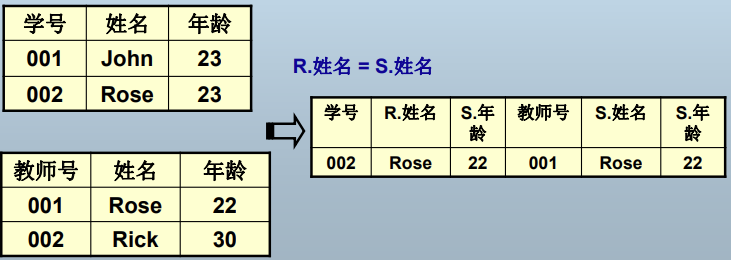 学号 姓名 年龄
001 John 23
002 Rose 23
R.姓名 = S.姓名
学号 R.姓名 S.年龄 教师号 S.姓名 S.年龄
002 Rose 22 001 Rose 22
教师号 姓名 年龄
001 Rose 22
002 Rick 30